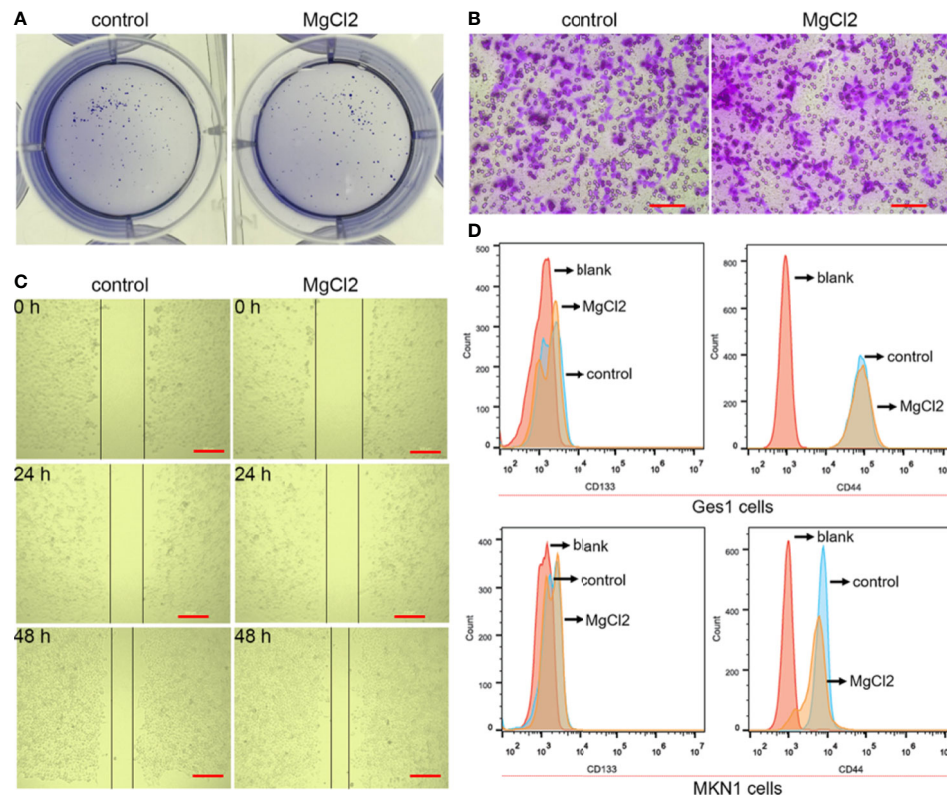 A
control
MgCl2
B
control
MgCl2
C
control
MgCl2
0 h
0 h
24 h
24 h
48 h
48 h
D
500
400
300
200
100
0
Count
blank
MgCl2
control
10^2 10^3 10^4 10^5 10^6 10^7
CD133
800
600
400
200
0
Count
blank
control
MgCl2
10^2 10^3 10^4 10^5 10^6
CD44
Ges1 cells
400
300
200
100
0
Count
blank
control
MgCl2
10^2 10^3 10^4 10^5 10^6 10^7
CD133
600
400
200
0
Count
blank
control
MgCl2
10^2 10^3 10^4 10^5 10^6
CD44
MKN1 cells